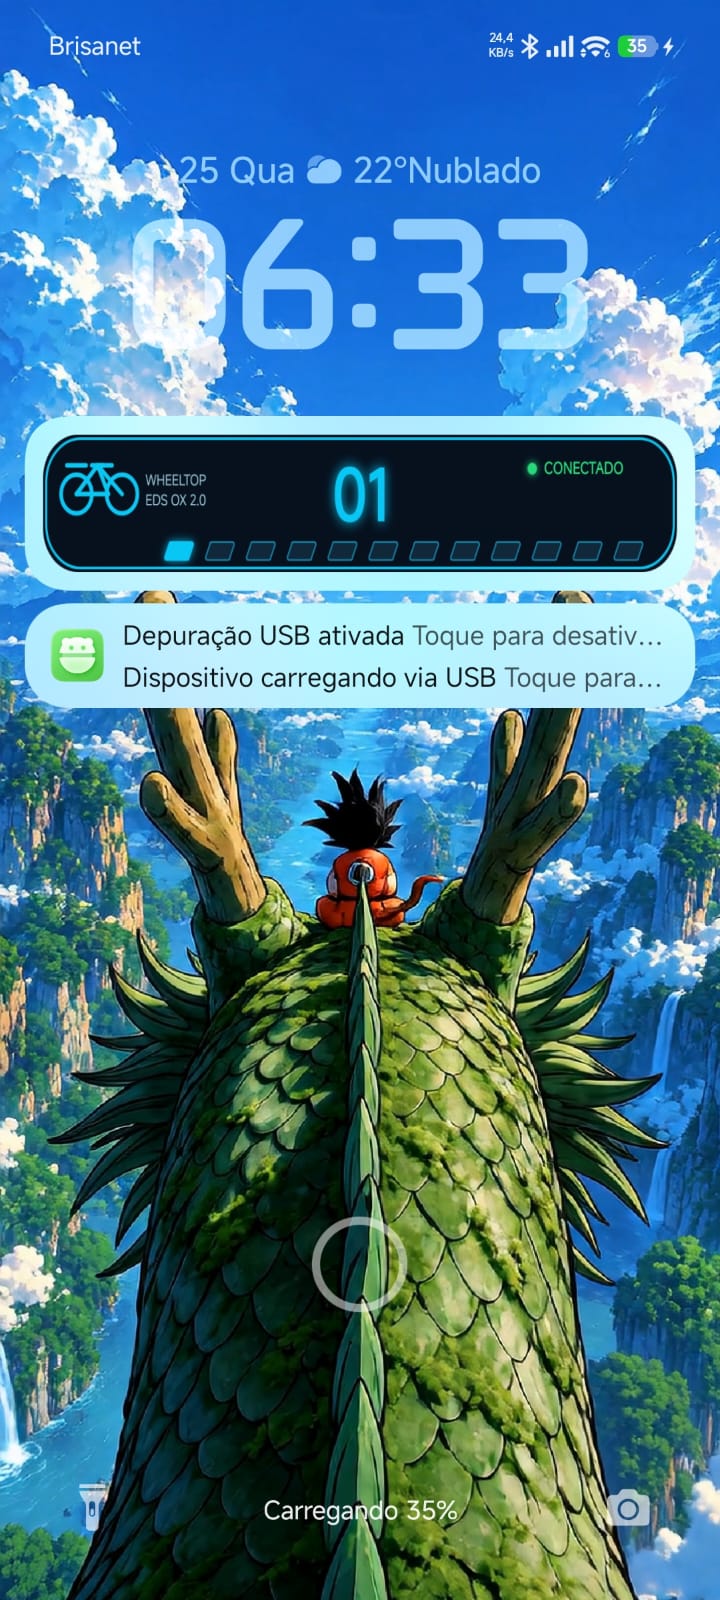 Brisanet
24,4
KB/s
6
35
25 Qua 22°Nublado
06:33
WHEELTOP
EDS OX 2.0
01
CONECTADO
Depuração USB ativada Toque para desativ...
Dispositivo carregando via USB Toque para...
Carregando 35%